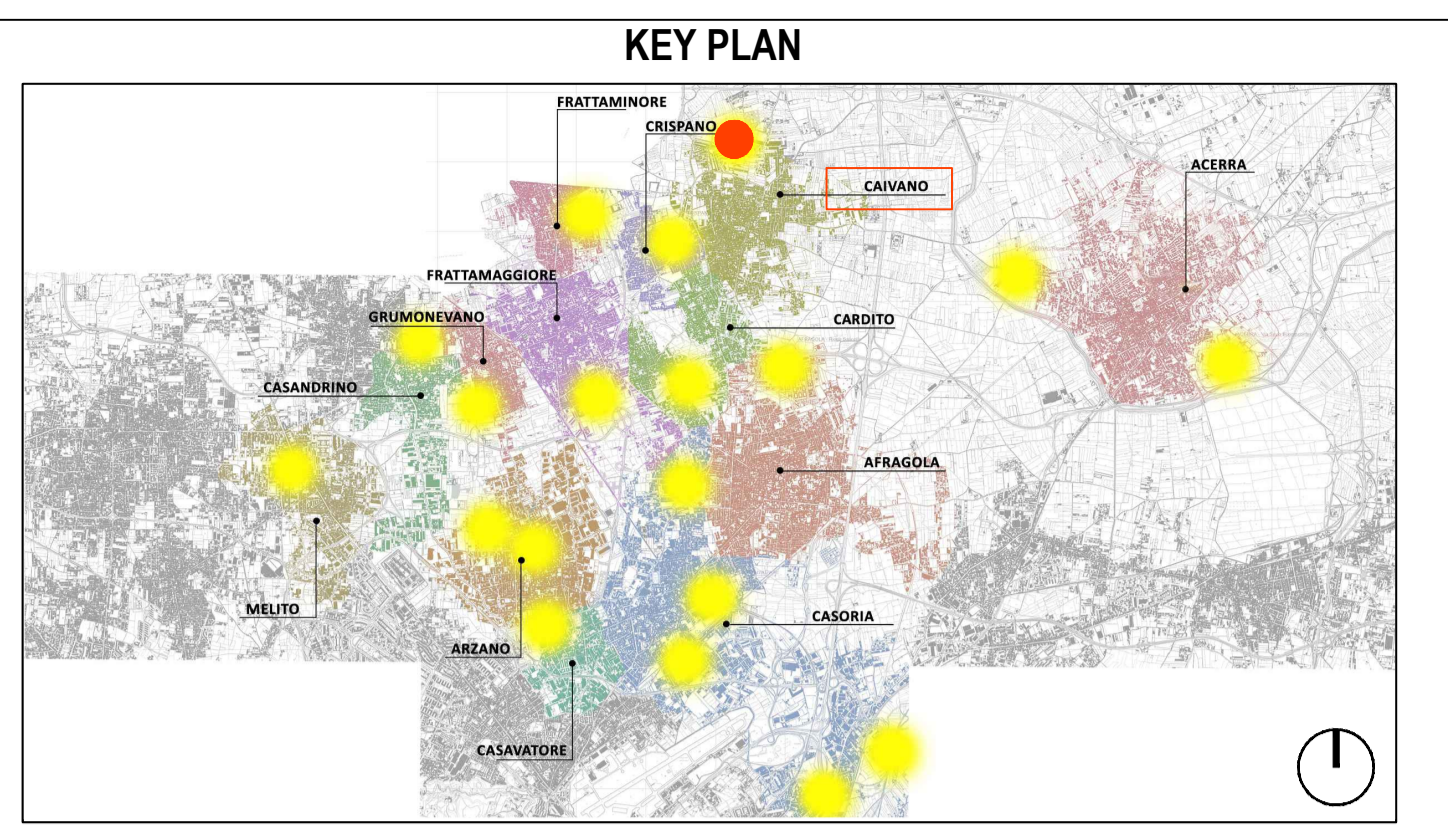 KEY PLAN
FRATTAMINORE
CRISPANO
ACERRA
CAIVANO
FRATTAMAGGIORE
GRUMONEVANO
CARDITO
CASANDRINO
AFRAGOLA
MELITO
CASORIA
ARZANO
CASAVATORE